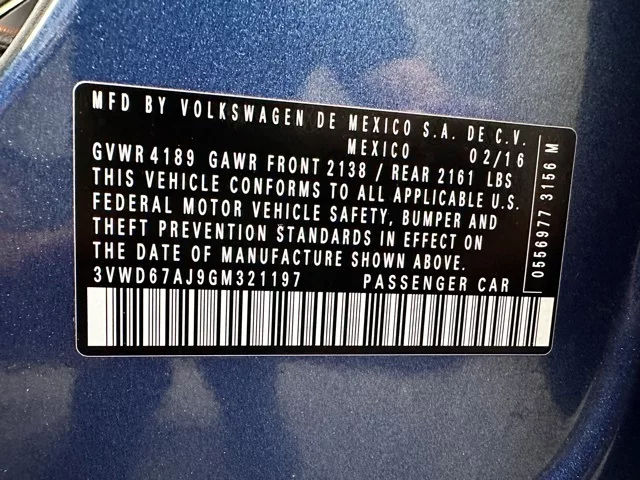 MFD BY VOLKSWAGEN DE MEXICO S.A. DE C.V.
MEXICO 02/16
GVWR 4189 GAWR FRONT 2138 / REAR 2161 LBS
THIS VEHICLE CONFORMS TO ALL APPLICABLE U.S.
FEDERAL MOTOR VEHICLE SAFETY, BUMPER AND
THEFT PREVENTION STANDARDS IN EFFECT ON
THE DATE OF MANUFACTURE SHOWN ABOVE.
3VWD67AJ9GM321197 PASSENGER CAR
0556977 3156 M